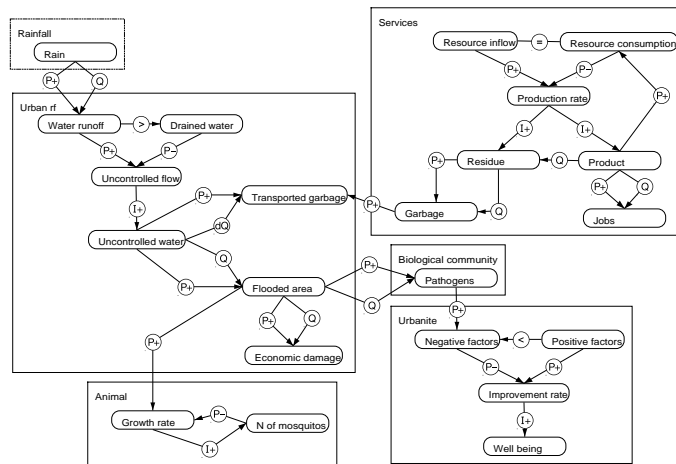 Services
Rainfall
Resource inflow
=
Resource consumption
Rain
P+
Q
P+
P−
Production rate
P+
Urban rf
Water runoff
>
Drained water
I+
I+
P+
P−
P+
Residue
Q
Product
Uncontrolled flow
P+
Q
I+
P+
Transported garbage
P+
Garbage
Q
Jobs
dQ
Uncontrolled water
Q
Biological community
P+
P+
Flooded area
Pathogens
Q
P+
Q
P+
Urbanite
P+
Negative factors
<
Positive factors
Economic damage
P−
P+
Animal
Improvement rate
P−
Growth rate
N of mosquitos
I+
I+
Well being